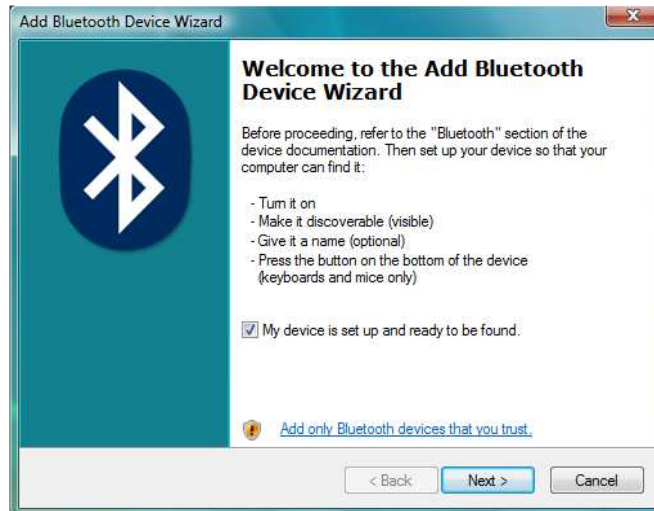 Add Bluetooth Device Wizard
Welcome to the Add Bluetooth
Device Wizard
Before proceeding, refer to the "Bluetooth" section of the
device documentation. Then set up your device so that your
computer can find it:
- Turn it on
- Make it discoverable (visible)
- Give it a name (optional)
- Press the button on the bottom of the device
(keyboards and mice only)
My device is set up and ready to be found.
Add only Bluetooth devices that you trust.
< Back Next > Cancel